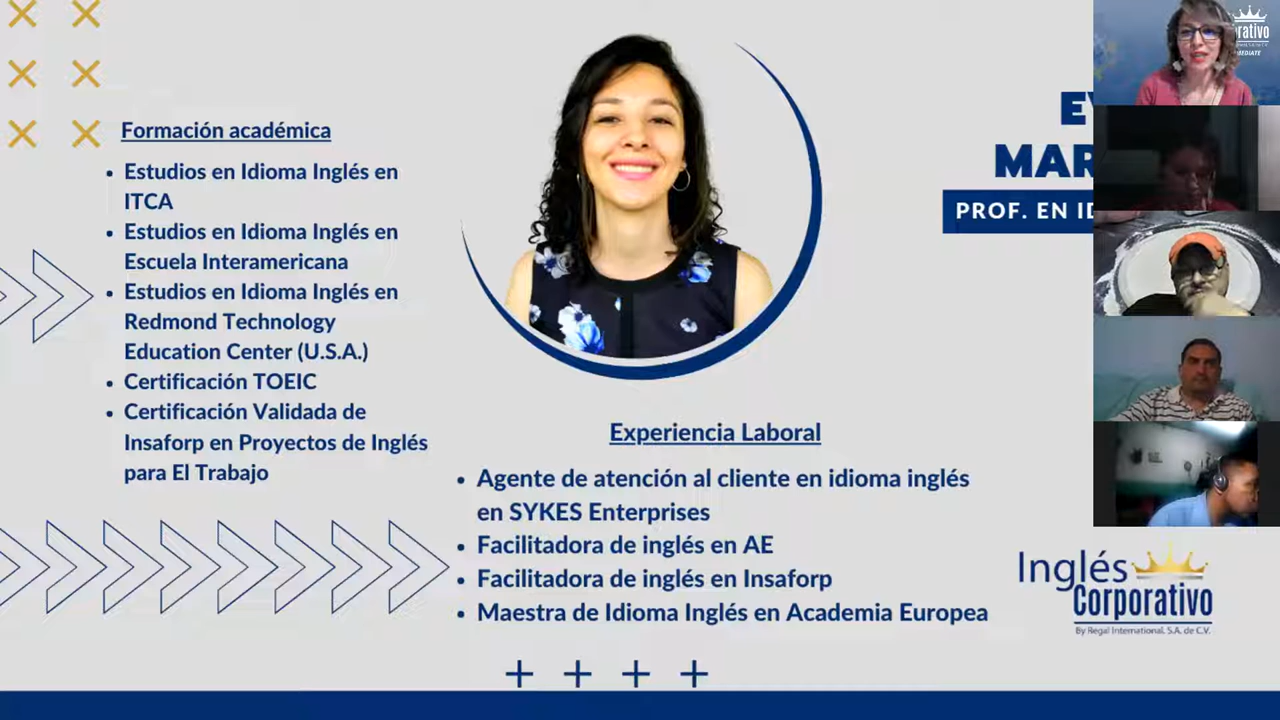 Formación académica
• Estudios en Idioma Inglés en
ITCA
• Estudios en Idioma Inglés en
Escuela Interamericana
• Estudios en Idioma Inglés en
Redmond Technology
Education Center (U.S.A.)
• Certificación TOEIC
• Certificación Validada de
Insaforp en Proyectos de Inglés
para El Trabajo
Experiencia Laboral
• Agente de atención al cliente en idioma inglés
en SYKES Enterprises
• Facilitadora de inglés en AE
• Facilitadora de inglés en Insaforp
• Maestra de Idioma Inglés en Academia Europea
MAR
PROF. EN ID
Inglés
Corporativo
By Regal International, S.A. de C.V.